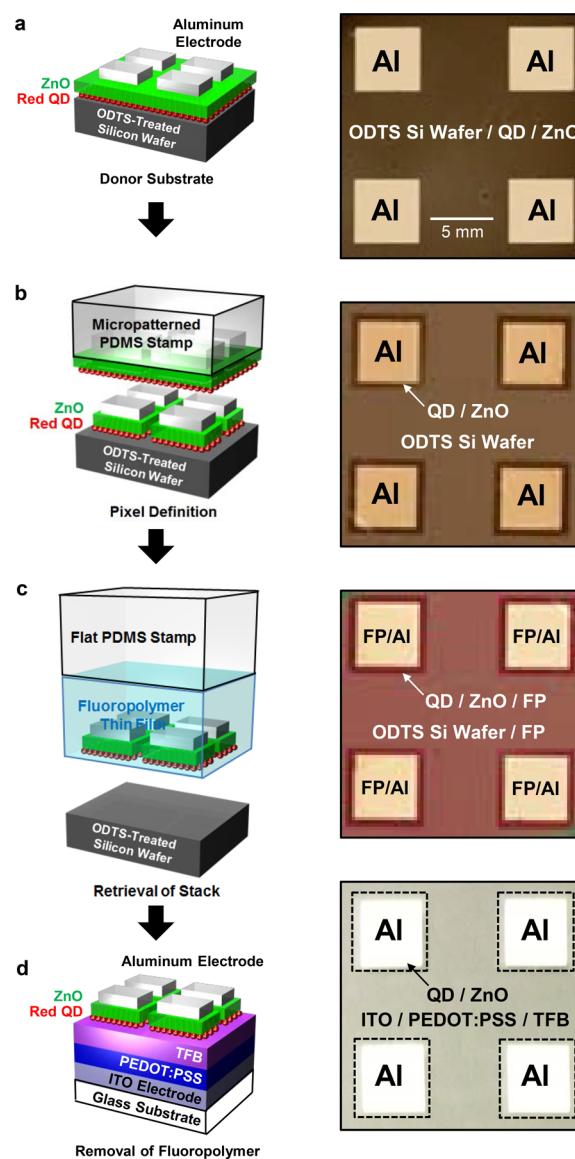 a
Aluminum
Electrode
ZnO
Red QD
ODTS-Treated
Silicon Wafer
Donor Substrate
Al
Al
ODTS Si Wafer / QD / ZnO
Al
Al
5 mm
b
Micropatterned
PDMS Stamp
ZnO
Red QD
ODTS-Treated
Silicon Wafer
Pixel Definition
Al
Al
QD / ZnO
ODTS Si Wafer
Al
Al
c
Flat PDMS Stamp
Fluoropolymer
Thin Film
ODTS-Treated
Silicon Wafer
Retrieval of Stack
FP/Al
FP/Al
QD / ZnO / FP
ODTS Si Wafer / FP
FP/Al
FP/Al
d
Aluminum Electrode
ZnO
Red QD
TFB
PEDOT:PSS
ITO Electrode
Glass Substrate
Removal of Fluoropolymer
Al
Al
QD / ZnO
ITO / PEDOT:PSS / TFB
Al
Al